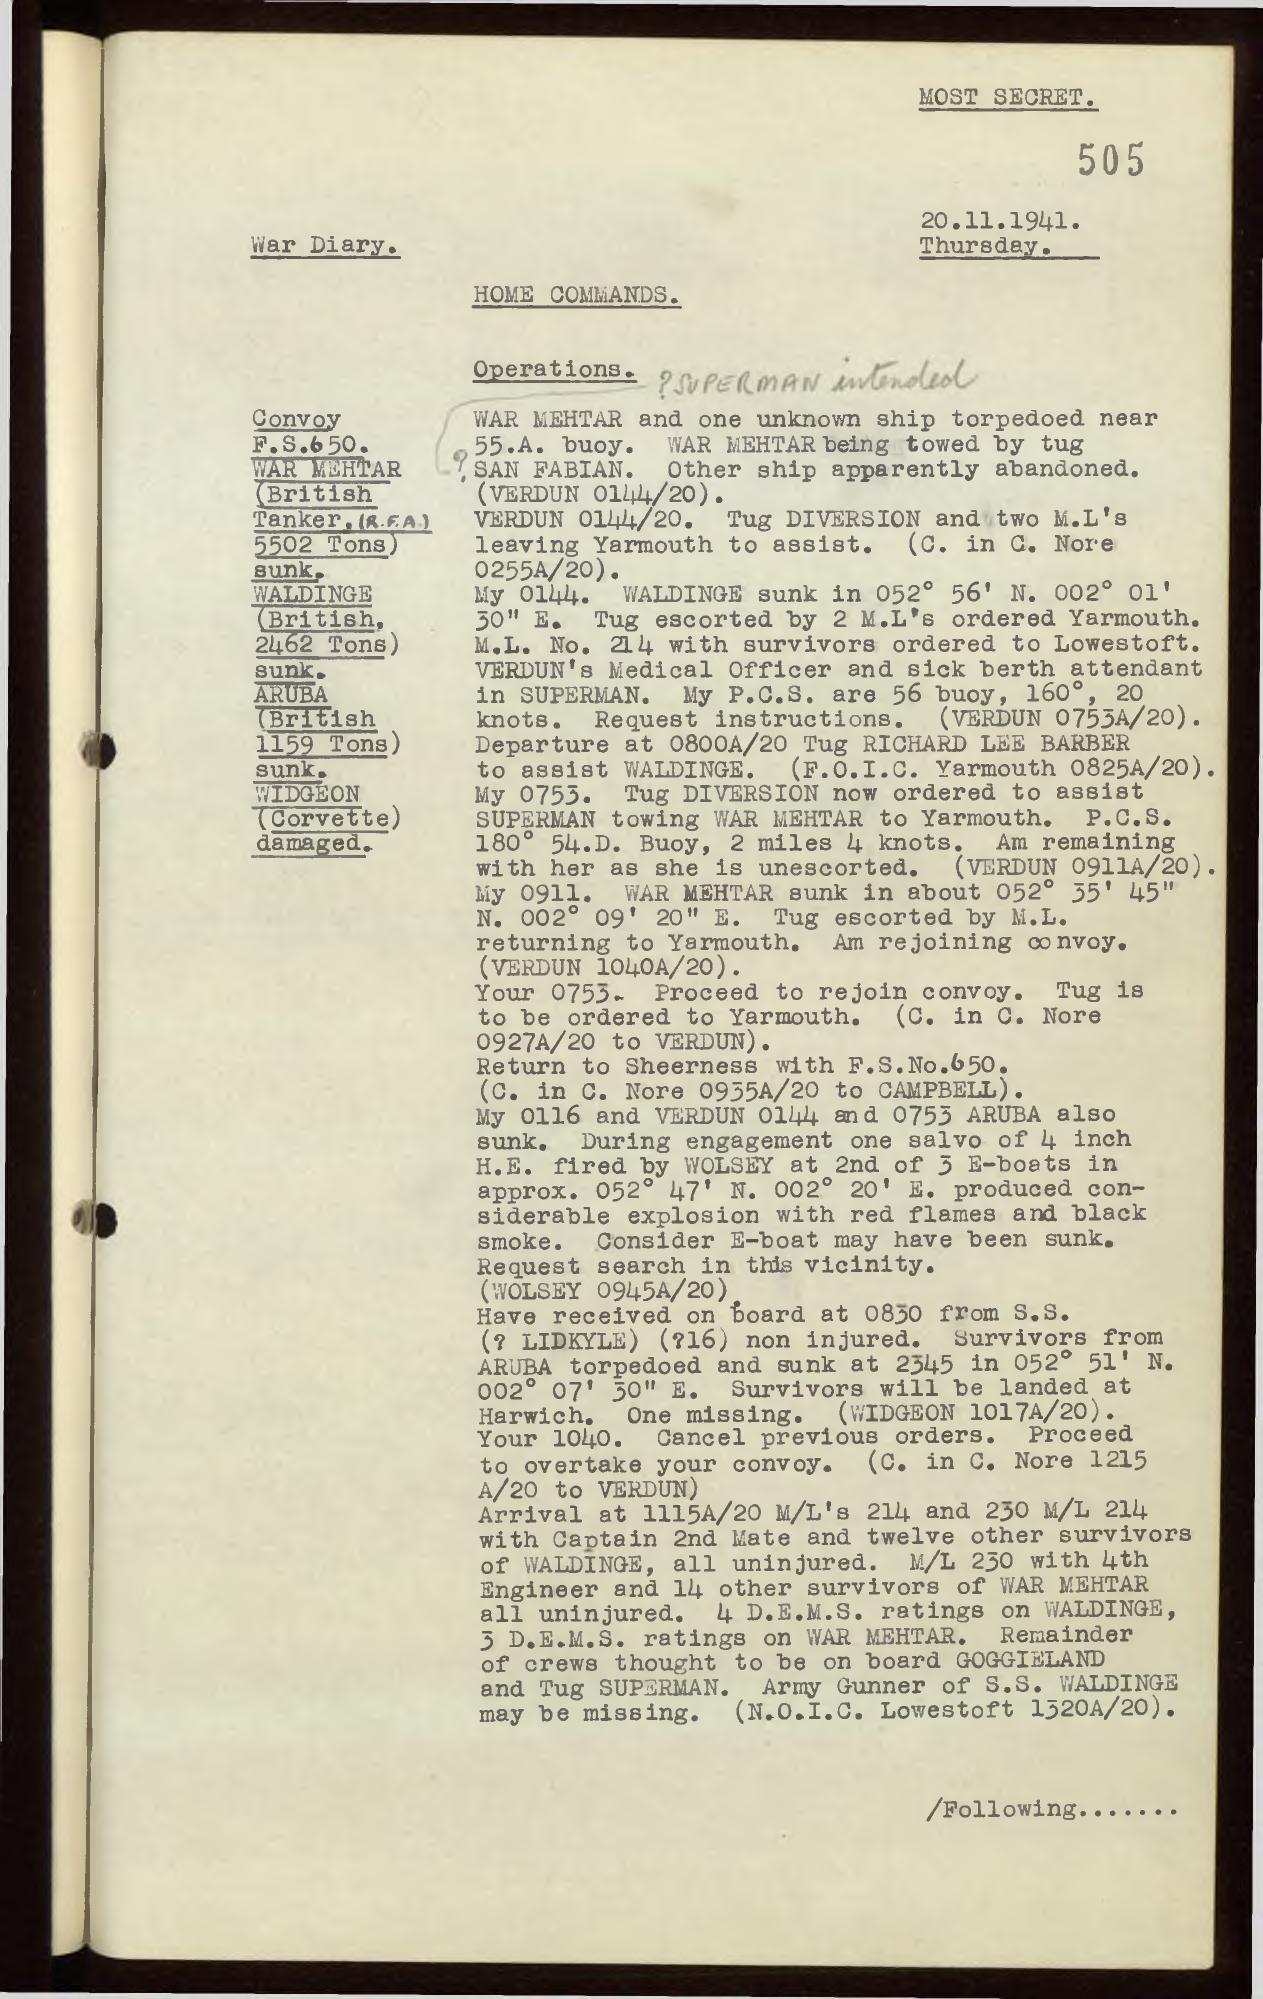 MOST SECRET.
505
20.11.1941.
Thursday.
War Diary.
HOME COMMANDS.
Operations.
? SUPERMAN intended
Convoy
F.S.650.
WAR MEHTAR
(British
Tanker.(R.F.A.)
5502 Tons)
sunk.
WALDINGE
(British,
2462 Tons)
sunk.
ARUBA
(British
1159 Tons)
sunk.
WIDGEON
(Corvette)
damaged.
WAR MEHTAR and one unknown ship torpedoed near
55.A. buoy. WAR MEHTAR being towed by tug
? SAN FABIAN. Other ship apparently abandoned.
(VERDUN 0144/20).
VERDUN 0144/20. Tug DIVERSION and two M.L's
leaving Yarmouth to assist. (C. in C. Nore
0255A/20).
My 0144. WALDINGE sunk in 052° 56' N. 002° 01'
30" E. Tug escorted by 2 M.L's ordered Yarmouth.
M.L. No. 214 with survivors ordered to Lowestoft.
VERDUN's Medical Officer and sick berth attendant
in SUPERMAN. My P.C.S. are 56 buoy, 160°, 20
knots. Request instructions. (VERDUN 0753A/20).
Departure at 0800A/20 Tug RICHARD LEE BARBER
to assist WALDINGE. (F.O.I.C. Yarmouth 0825A/20).
My 0753. Tug DIVERSION now ordered to assist
SUPERMAN towing WAR MEHTAR to Yarmouth. P.C.S.
180° 54.D. Buoy, 2 miles 4 knots. Am remaining
with her as she is unescorted. (VERDUN 0911A/20).
My 0911. WAR MEHTAR sunk in about 052° 35' 45"
N. 002° 09' 20" E. Tug escorted by M.L.
returning to Yarmouth. Am rejoining convoy.
(VERDUN 1040A/20).
Your 0753. Proceed to rejoin convoy. Tug is
to be ordered to Yarmouth. (C. in C. Nore
0927A/20 to VERDUN).
Return to Sheerness with F.S.No.650.
(C. in C. Nore 0935A/20 to CAMPBELL).
My 0116 and VERDUN 0144 and 0753 ARUBA also
sunk. During engagement one salvo of 4 inch
H.E. fired by WOLSEY at 2nd of 3 E-boats in
approx. 052° 47' N. 002° 20' E. produced con-
siderable explosion with red flames and black
smoke. Consider E-boat may have been sunk.
Request search in this vicinity.
(WOLSEY 0945A/20).
Have received on board at 0830 from S.S.
(? LIDKYLE) (?16) non injured. Survivors from
ARUBA torpedoed and sunk at 2345 in 052° 51' N.
002° 07' 30" E. Survivors will be landed at
Harwich. One missing. (WIDGEON 1017A/20).
Your 1040. Cancel previous orders. Proceed
to overtake your convoy. (C. in C. Nore 1215
A/20 to VERDUN)
Arrival at 1115A/20 M/L's 214 and 230 M/L 214
with Captain 2nd Mate and twelve other survivors
of WALDINGE, all uninjured. M/L 230 with 4th
Engineer and 14 other survivors of WAR MEHTAR
all uninjured. 4 D.E.M.S. ratings on WALDINGE,
3 D.E.M.S. ratings on WAR MEHTAR. Remainder
of crews thought to be on board GOGGIELAND
and Tug SUPERMAN. Army Gunner of S.S. WALDINGE
may be missing. (N.O.I.C. Lowestoft 1320A/20).
/Following.......